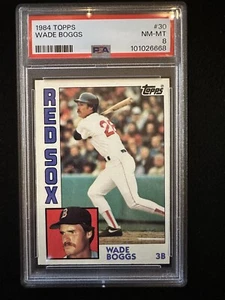 1984 TOPPS #30
WADE BOGGS NM-MT
PSA 8
101026668
Topps
RED SOX
WADE
BOGGS 3B